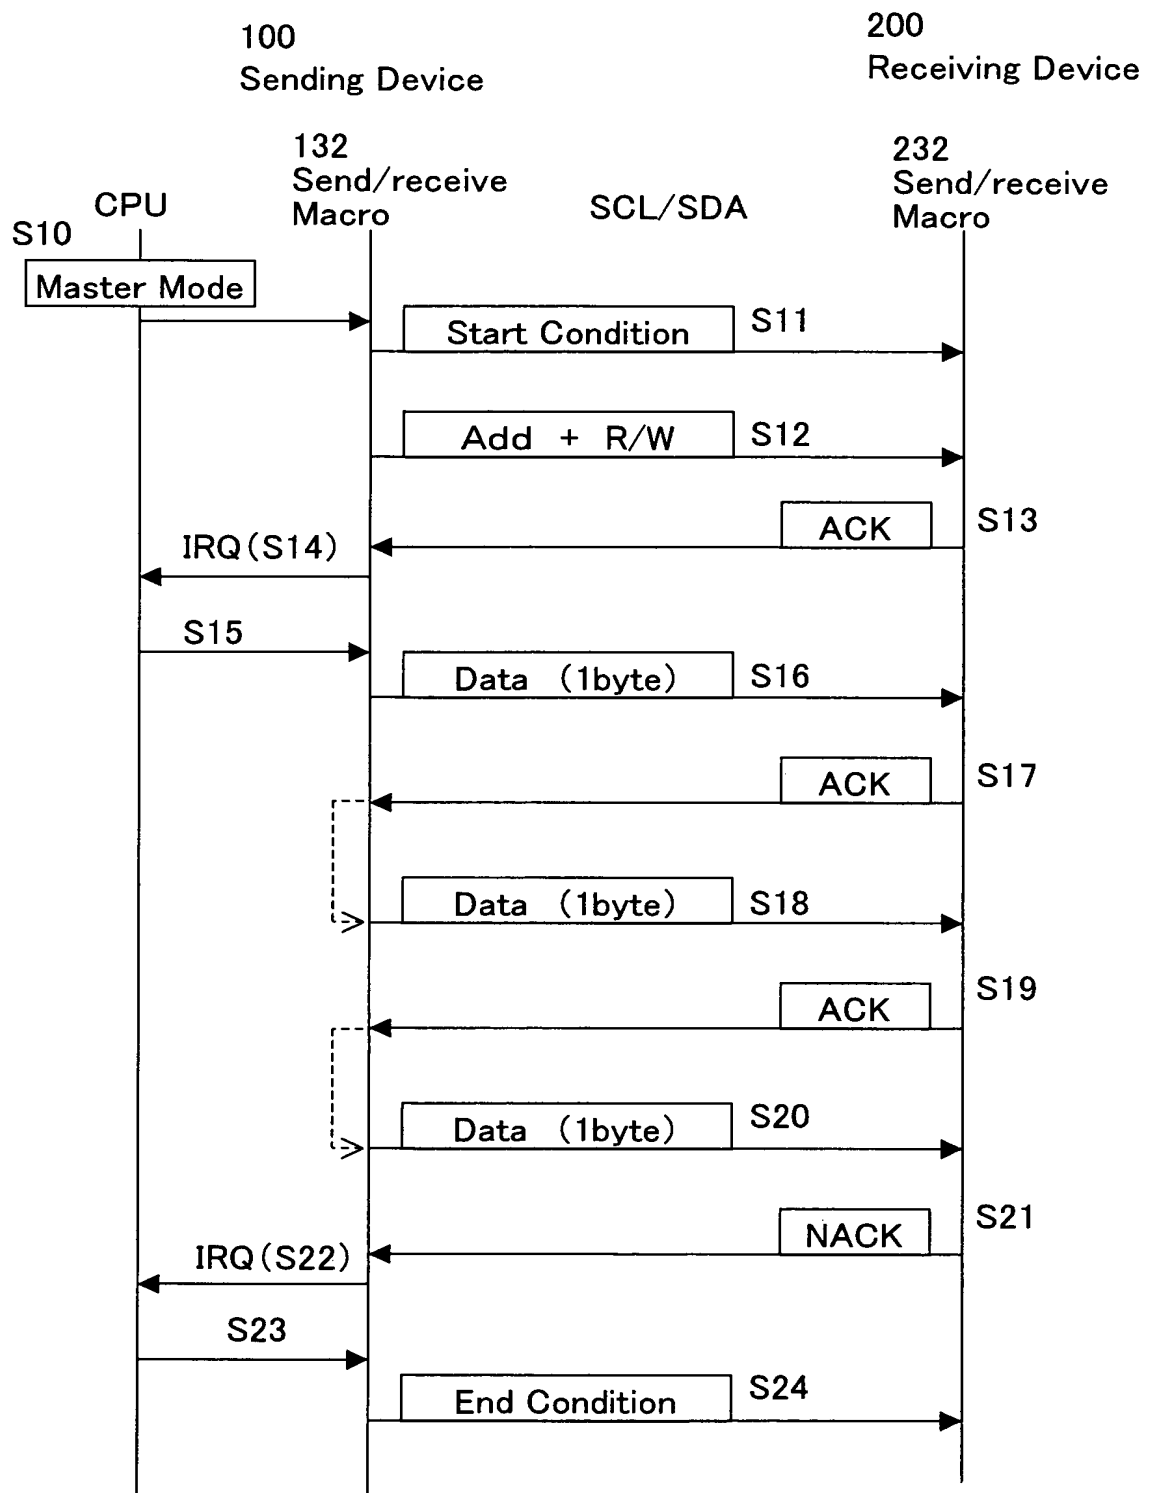 100
Sending Device
200
Receiving Device
132
Send/receive
Macro
232
Send/receive
Macro
CPU
SCL/SDA
S10
Master Mode
Start Condition
S11
Add + R/W
S12
ACK
S13
IRQ(S14)
S15
Data (1byte)
S16
ACK
S17
Data (1byte)
S18
ACK
S19
Data (1byte)
S20
NACK
S21
IRQ(S22)
S23
End Condition
S24